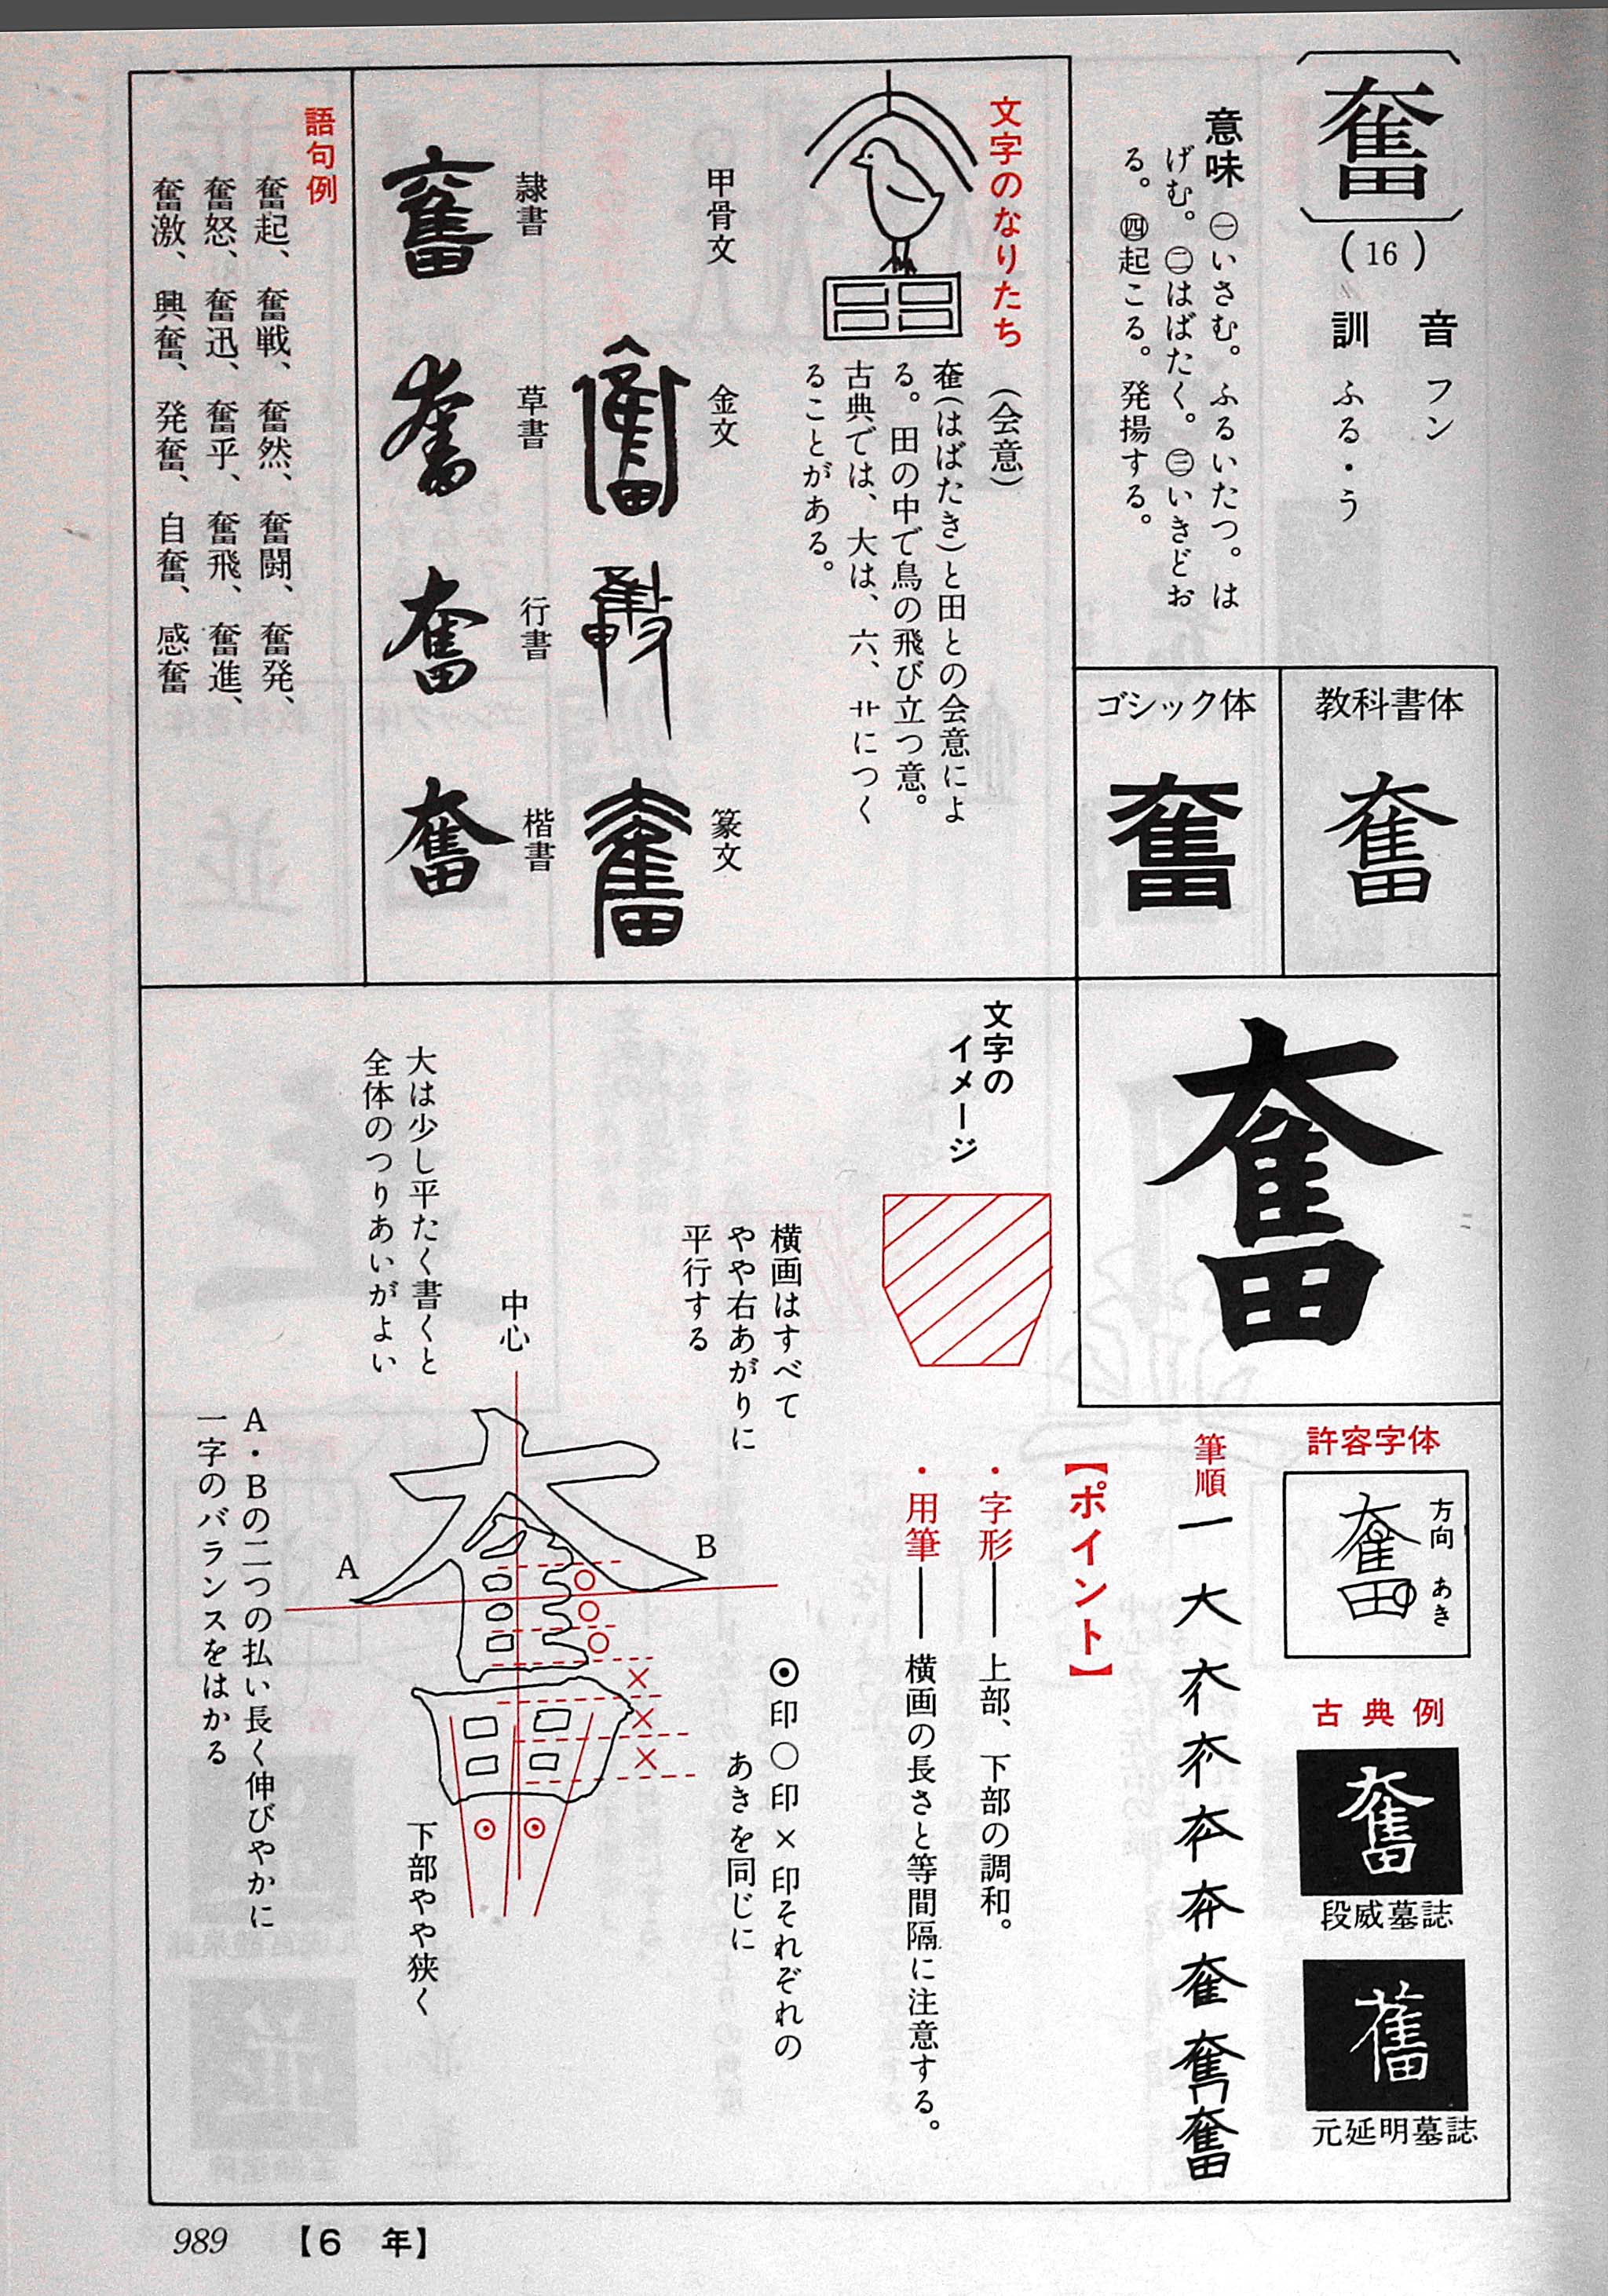 奮
(16)
音 フン
訓 ふる・う
意味 ㊀いさむ。ふるいたつ。は
げむ。㊁はばたく。㊂いきどお
る。㊃起こる。発揚する。
教科書体
奮
ゴシック体
奮
文字のなりたち
(会意)
奞(はばたき)と田との会意によ
る。田の中で鳥の飛び立つ意。
古典では、大は、六、卄につく
ることがある。
甲骨文
金文
篆文
隷書
草書
行書
楷書
奮
奮
奮
奮
語句例
奮起、奮戦、奮然、奮闘、奮発、
奮怒、奮迅、奮乎、奮飛、奮進、
奮激、興奮、発奮、自奮、感奮
奮
許容字体
方向 あき
奮
古典例
奮
段威墓誌
奮
元延明墓誌
筆順
一 大 奮
【ポイント】
・字形――上部、下部の調和。
・用筆――横画の長さと等間隔に注意する。
文字の
イメージ
横画はすべて
やや右あがりに
平行する
⦿印○印×印それぞれの
あきを同じに
中心
大は少し平たく書くと
全体のつりあいがよい
A
B
下部やや狭く
A・Bの二つの払い長く伸びやかに
一字のバランスをはかる
989 【6 年】